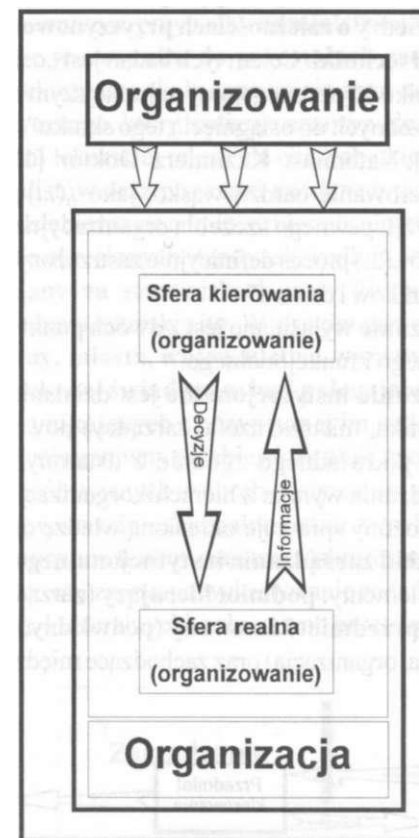 Organizowanie
Sfera kierowania
(organizowanie)
Decyzje
Informacje
Sfera realna
(organizowanie)
Organizacja